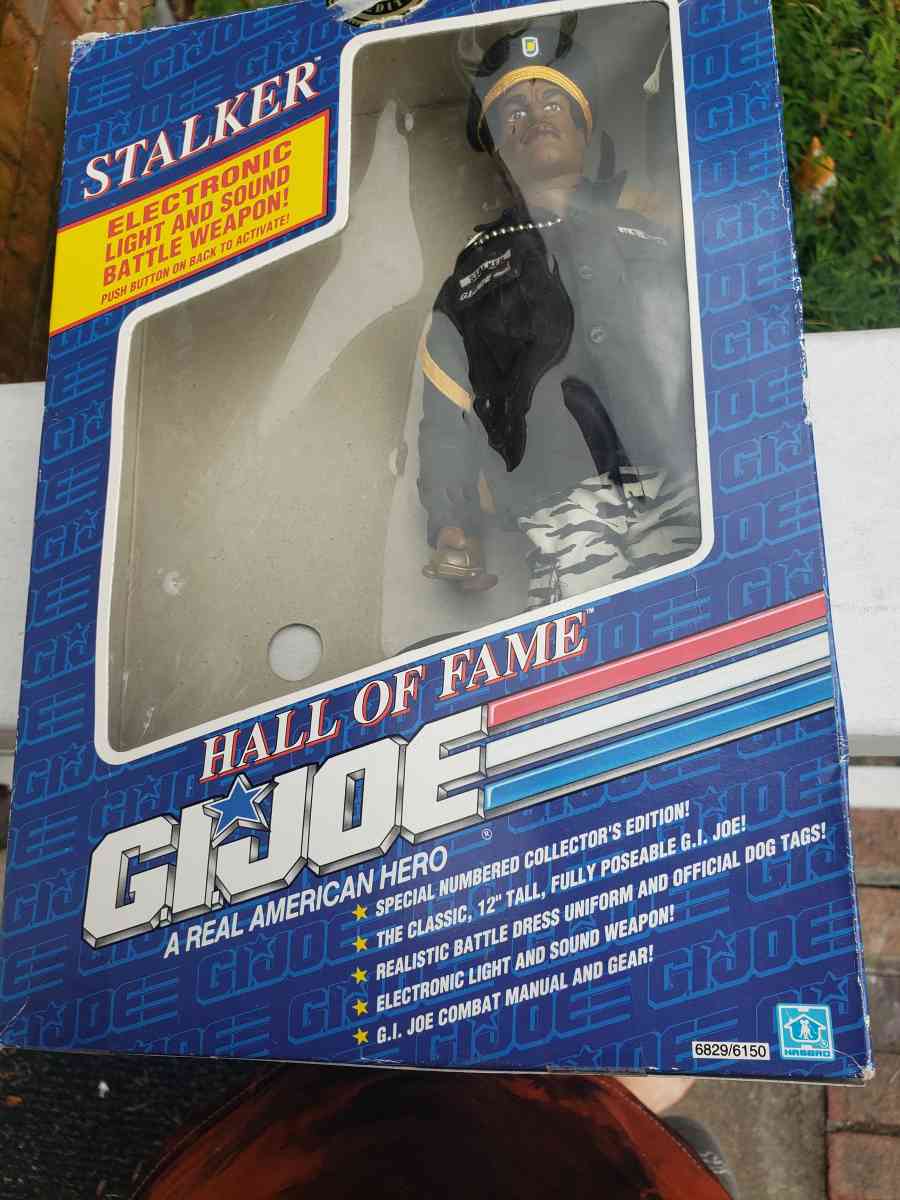 STALKER™
ELECTRONIC
LIGHT AND SOUND
BATTLE WEAPON!
PUSH BUTTON ON BACK TO ACTIVATE!
STALKER
HALL OF FAME™
G.I. JOE®
A REAL AMERICAN HERO
SPECIAL NUMBERED COLLECTOR'S EDITION!
THE CLASSIC, 12" TALL, FULLY POSEABLE G.I. JOE!
REALISTIC BATTLE DRESS UNIFORM AND OFFICIAL DOG TAGS!
ELECTRONIC LIGHT AND SOUND WEAPON!
G.I. JOE COMBAT MANUAL AND GEAR!
6829/6150
HASBRO